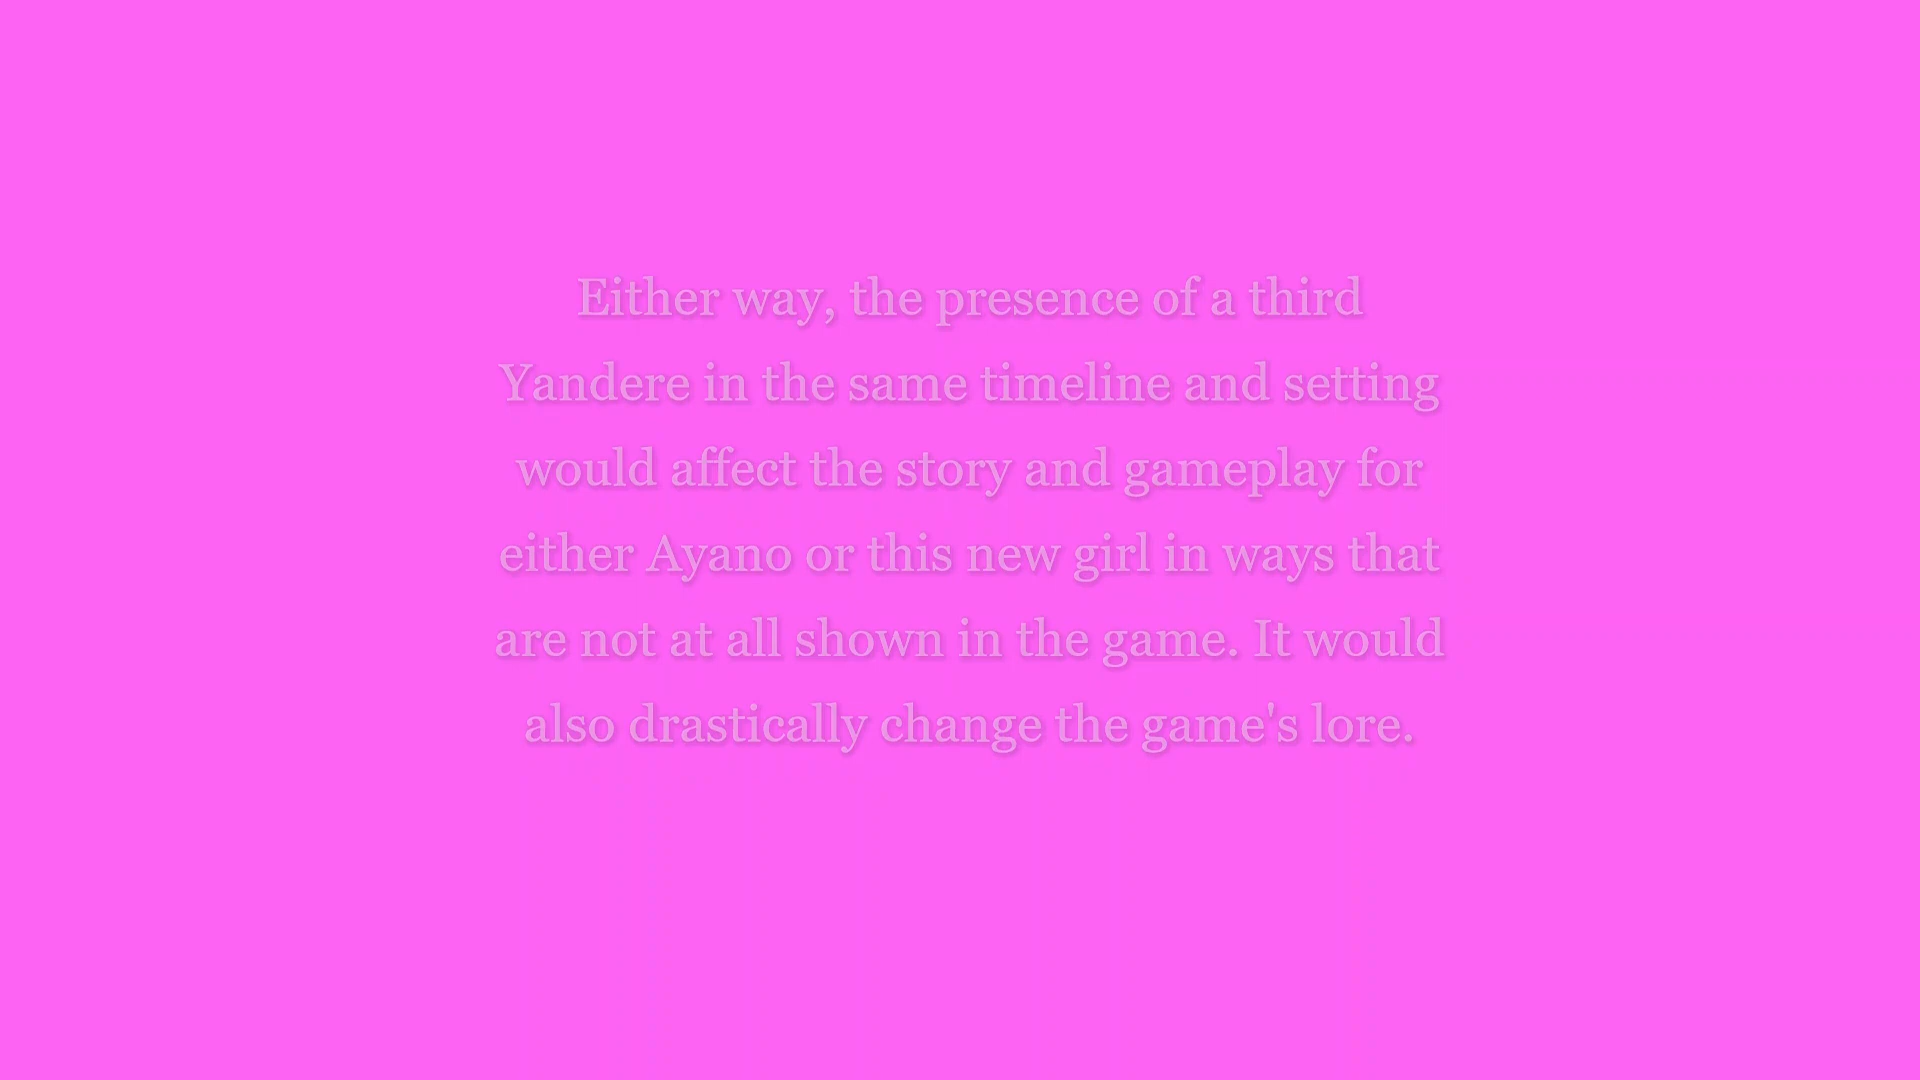 Either way, the presence of a third
Yandere in the same timeline and setting
would affect the story and gameplay for
either Ayano or this new girl in ways that
are not at all shown in the game. It would
also drastically change the game's lore.